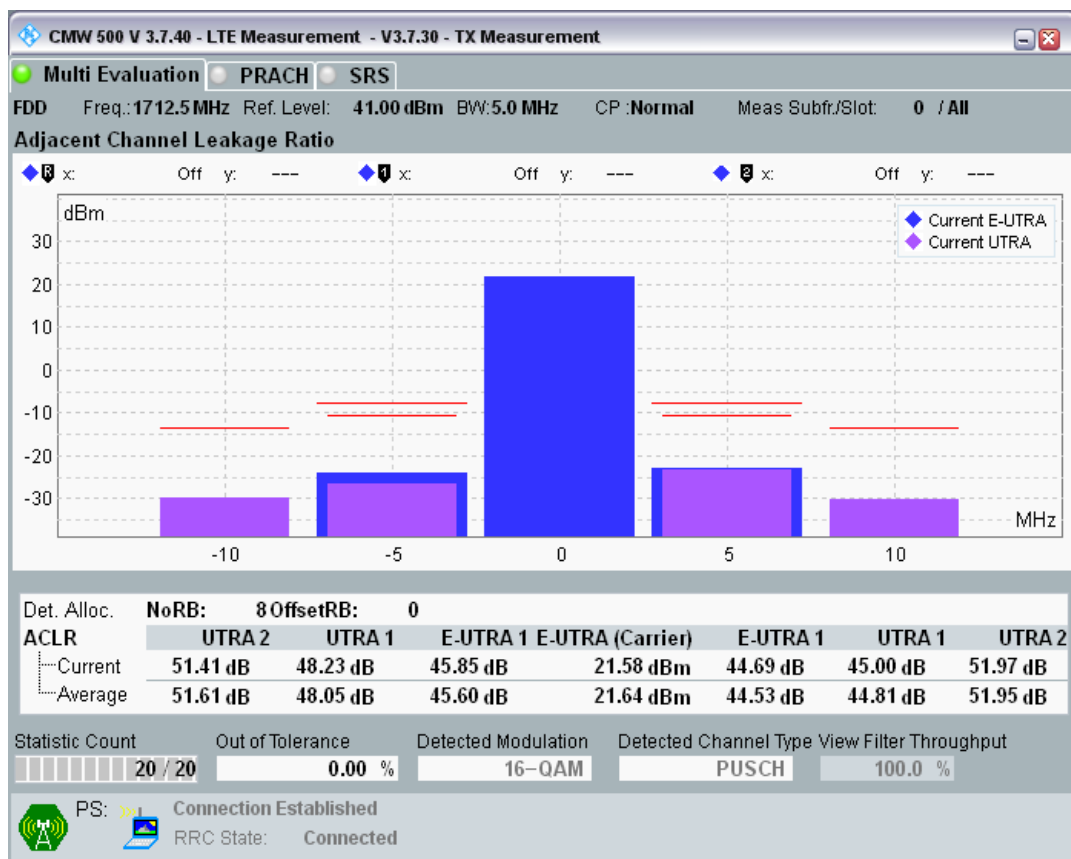 CMW 500 V 3.7.40 - LTE Measurement - V3.7.30 - TX Measurement
Multi Evaluation PRACH SRS
FDD Freq.: 1712.5 MHz Ref. Level: 41.00 dBm BW: 5.0 MHz CP : Normal Meas Subfr./Slot: 0 / All
Adjacent Channel Leakage Ratio
R x: Off y: --- 1 x: Off y: --- 2 x: Off y: ---
dBm
Current E-UTRA
Current UTRA
30
20
10
0
-10
-20
-30
MHz
-10 -5 0 5 10
Det. Alloc. NoRB: 8 OffsetRB: 0
ACLR UTRA 2 UTRA 1 E-UTRA 1 E-UTRA (Carrier) E-UTRA 1 UTRA 1 UTRA 2
Current 51.41 dB 48.23 dB 45.85 dB 21.58 dBm 44.69 dB 45.00 dB 51.97 dB
Average 51.61 dB 48.05 dB 45.60 dB 21.64 dBm 44.53 dB 44.81 dB 51.95 dB
Statistic Count Out of Tolerance Detected Modulation Detected Channel Type View Filter Throughput
20 / 20 0.00 % 16-QAM PUSCH 100.0 %
PS: Connection Established
RRC State: Connected